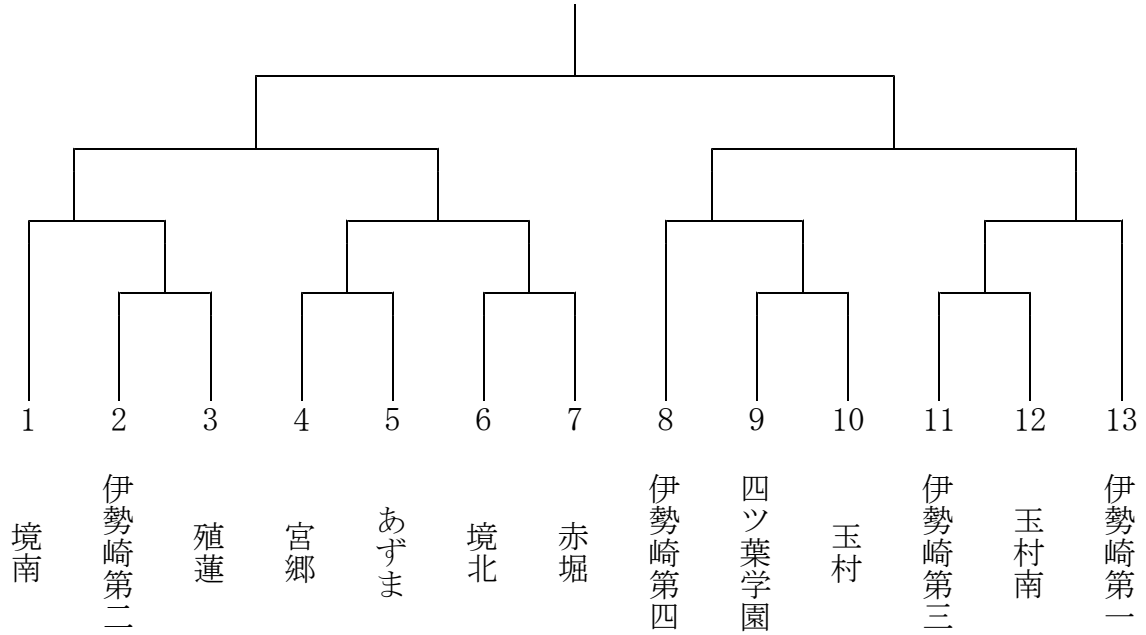 1 2 3 4 5 6 7 8 9 10 11 12 13
境南
伊勢崎第二
殖蓮
宮郷
あずま
境北
赤堀
伊勢崎第四
四ツ葉学園
玉村
伊勢崎第三
玉村南
伊勢崎第一